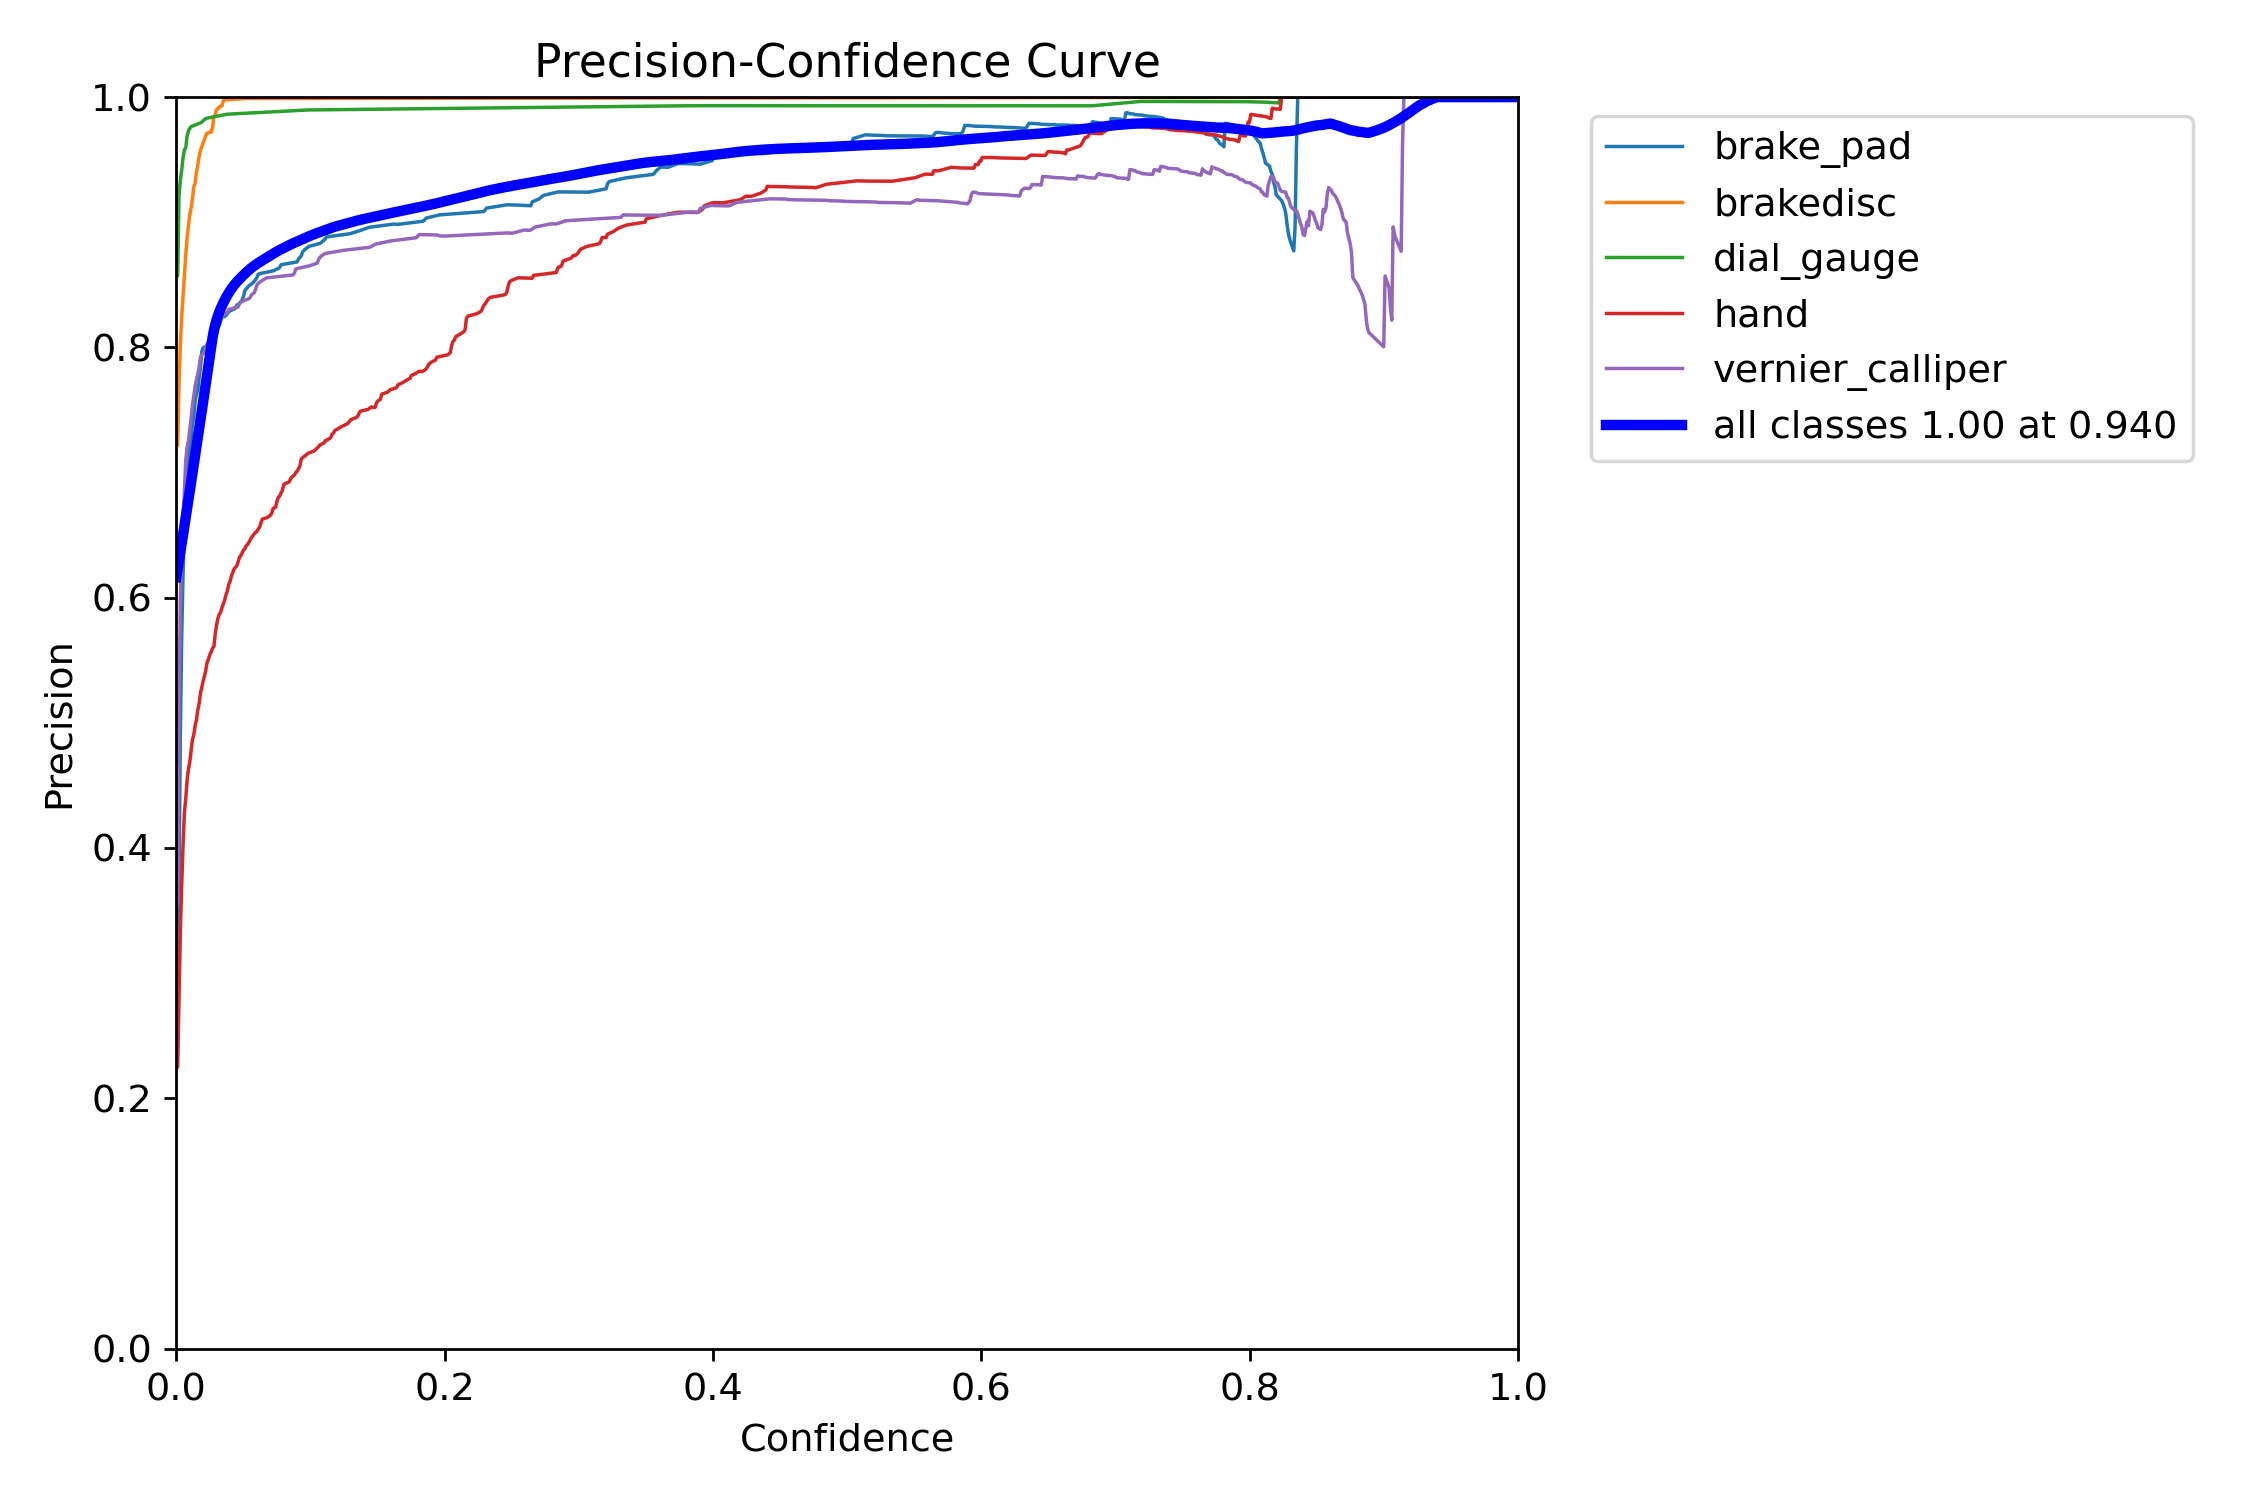 Precision-Confidence Curve
1.0
0.8
0.6
0.4
0.2
0.0
Precision
0.0 0.2 0.4 0.6 0.8 1.0
Confidence
brake_pad
brakedisc
dial_gauge
hand
vernier_calliper
all classes 1.00 at 0.940